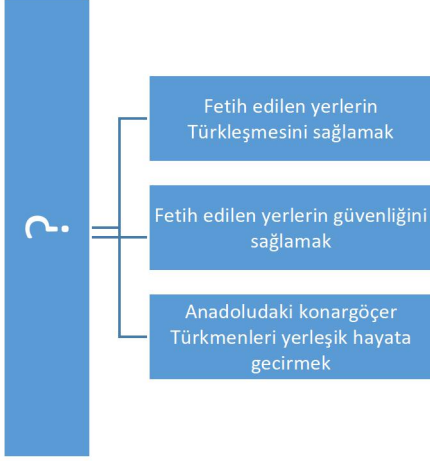 ?
Fetih edilen yerlerin
Türkleşmesini sağlamak
Fetih edilen yerlerin güvenliğini
sağlamak
Anadoludaki konargöçer
Türkmenleri yerleşik hayata
gecirmek